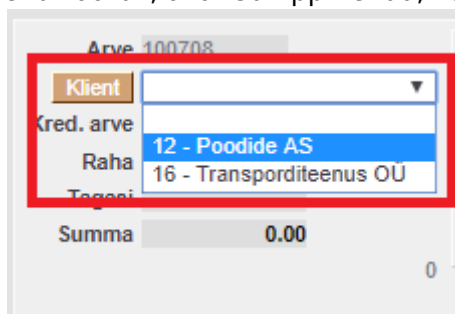 Arve 100708
Klient
Kred. arve
12 - Poodide AS
Raha
16 - Transporditeenus OÜ
Summa 0.00
0